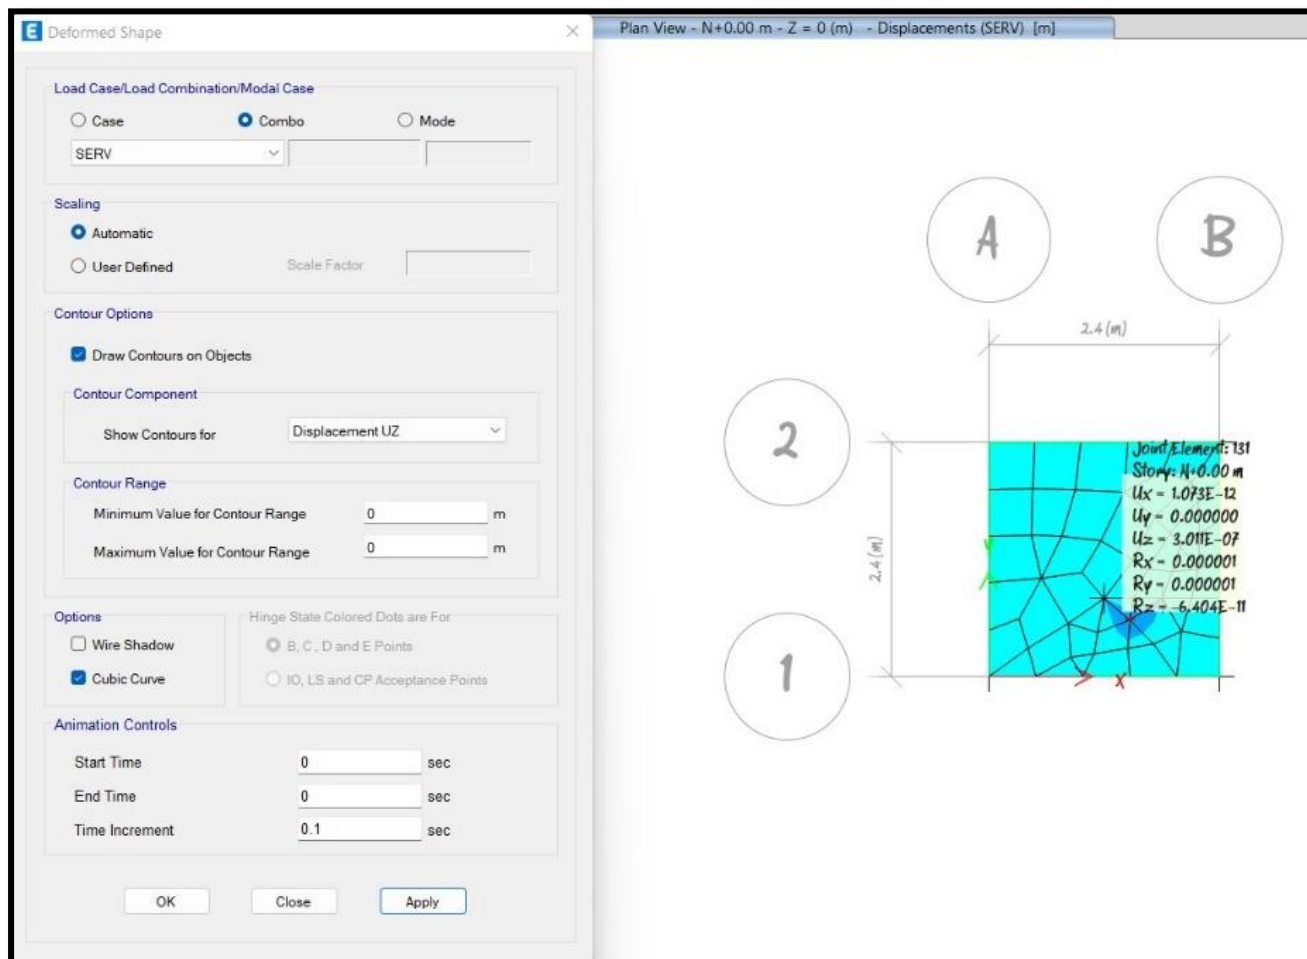 Deformed Shape
Load Case/Load Combination/Modal Case
Case Combo Mode
SERV
Scaling
Automatic
User Defined Scale Factor
Contour Options
Draw Contours on Objects
Contour Component
Show Contours for Displacement UZ
Contour Range
Minimum Value for Contour Range 0 m
Maximum Value for Contour Range 0 m
Options
Wire Shadow
Cubic Curve
Hinge State Colored Dots are For
B, C, D and E Points
IO, LS and CP Acceptance Points
Animation Controls
Start Time 0 sec
End Time 0 sec
Time Increment 0.1 sec
OK Close Apply
Plan View - N+0.00 m - Z = 0 (m) - Displacements (SERV) [m]
A B
2.4 (m)
2
2.4 (m)
1
Joint Element: 131
Story: N+0.00 m
Ux = 1.073E-12
Uy = 0.000000
Uz = 3.011E-07
Rx = 0.000001
Ry = 0.000001
Rz = -6.404E-11
X